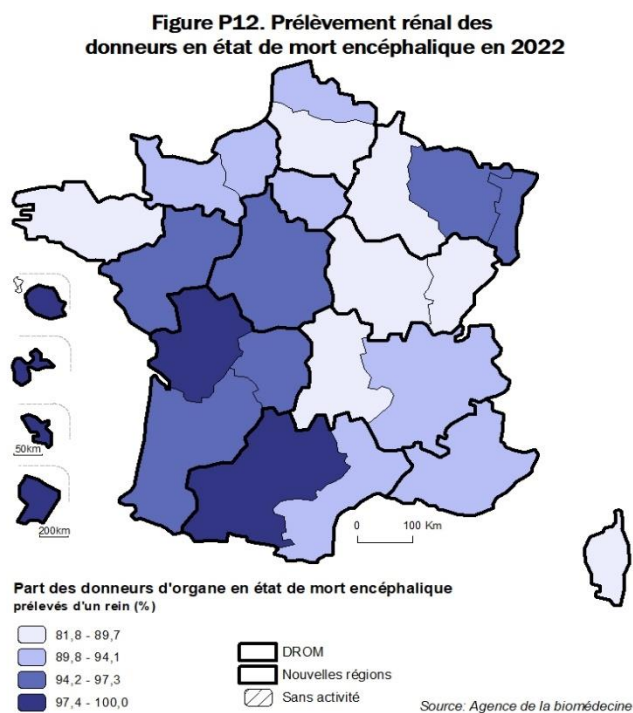 Figure P12. Prélèvement rénal des
donneurs en état de mort encéphalique en 2022
50km
200km
0 100 Km
Part des donneurs d'organe en état de mort encéphalique
prélevés d'un rein (%)
81,8 - 89,7
89,8 - 94,1
94,2 - 97,3
97,4 - 100,0
DROM
Nouvelles régions
Sans activité
Source: Agence de la biomédecine